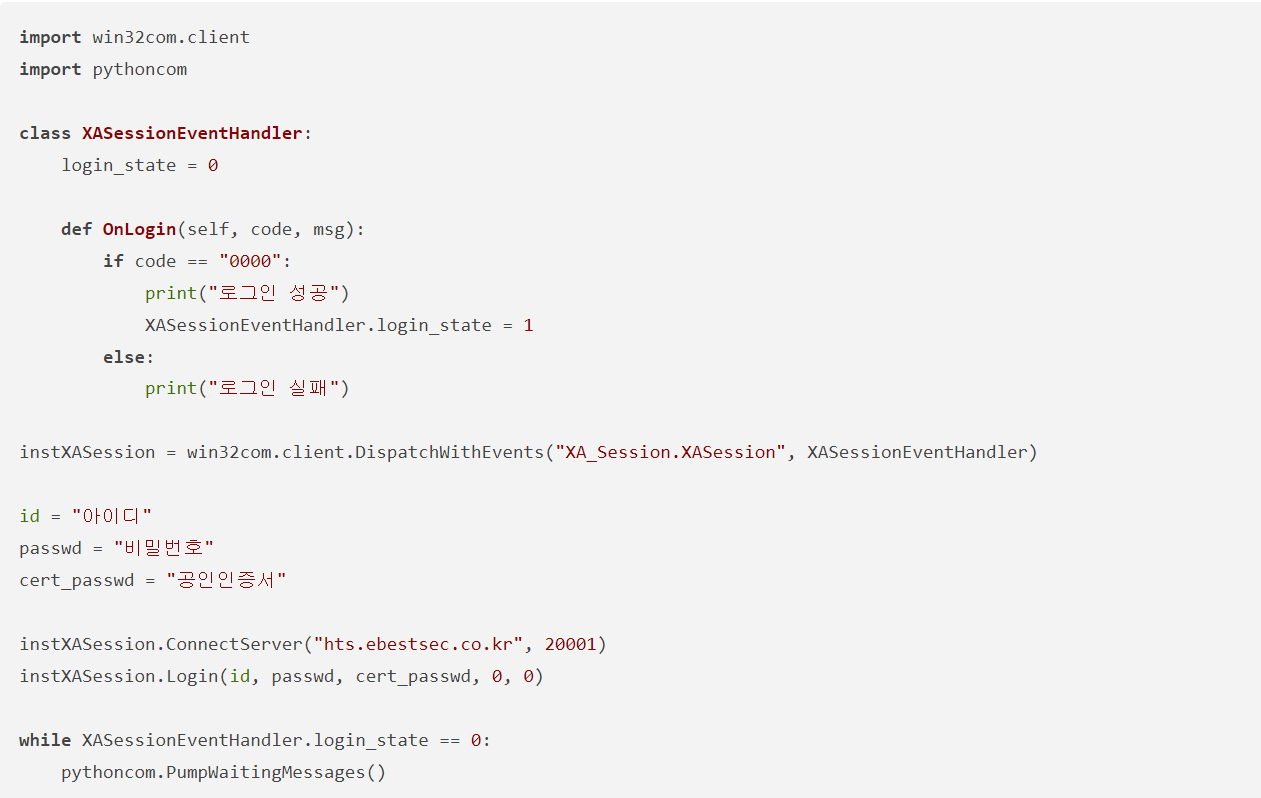 import win32com.client
import pythoncom
class XASessionEventHandler:
login_state = 0
def OnLogin(self, code, msg):
if code == "0000":
print("로그인 성공")
XASessionEventHandler.login_state = 1
else:
print("로그인 실패")
instXASession = win32com.client.DispatchWithEvents("XA_Session.XASession", XASessionEventHandler)
id = "아이디"
passwd = "비밀번호"
cert_passwd = "공인인증서"
instXASession.ConnectServer("hts.ebestsec.co.kr", 20001)
instXASession.Login(id, passwd, cert_passwd, 0, 0)
while XASessionEventHandler.login_state == 0:
pythoncom.PumpWaitingMessages()